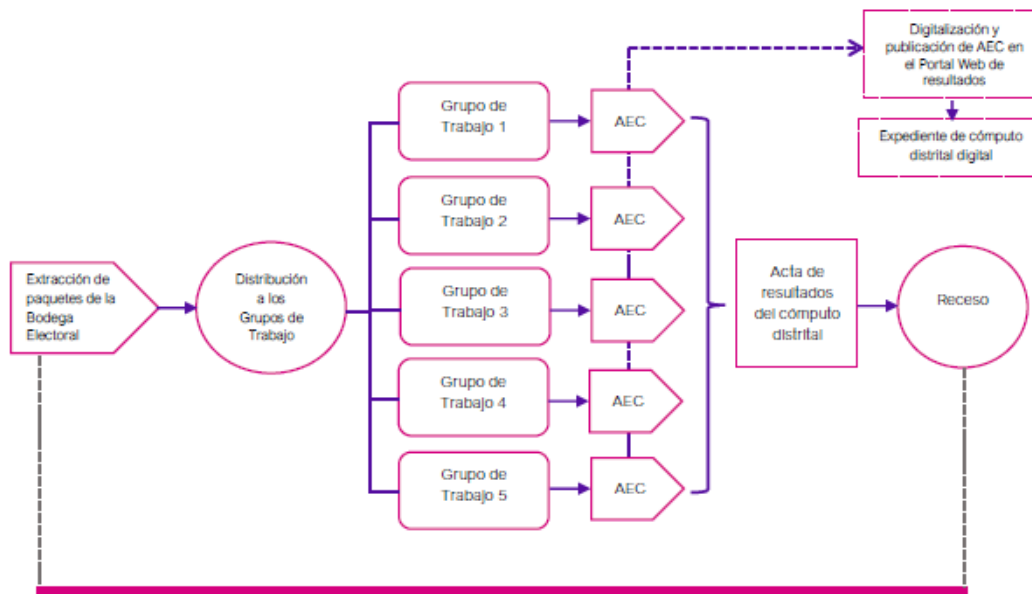 Digitalización y
publicación de AEC en
el Portal Web de
resultados
Expediente de cómputo
distrital digital
Extracción de
paquetes de la
Bodega
Electoral
Distribución
a los
Grupos de
Trabajo
Grupo de
Trabajo 1
AEC
Grupo de
Trabajo 2
AEC
Grupo de
Trabajo 3
AEC
Grupo de
Trabajo 4
AEC
Grupo de
Trabajo 5
AEC
Acta de
resultados
del cómputo
distrital
Receso